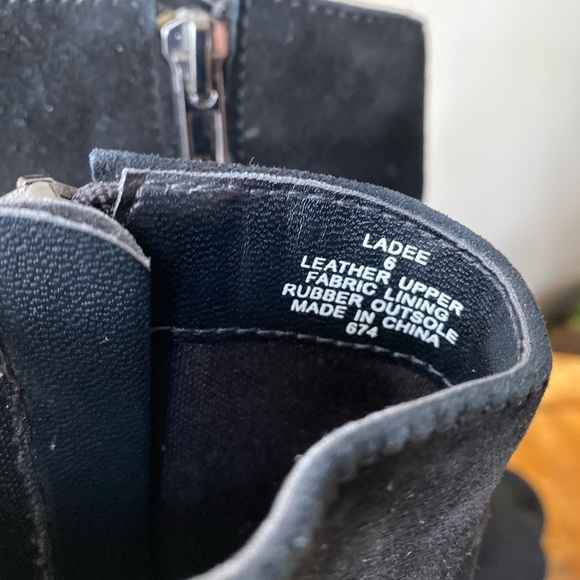 LADEE
6
LEATHER UPPER
FABRIC LINING
RUBBER OUTSOLE
MADE IN CHINA
674